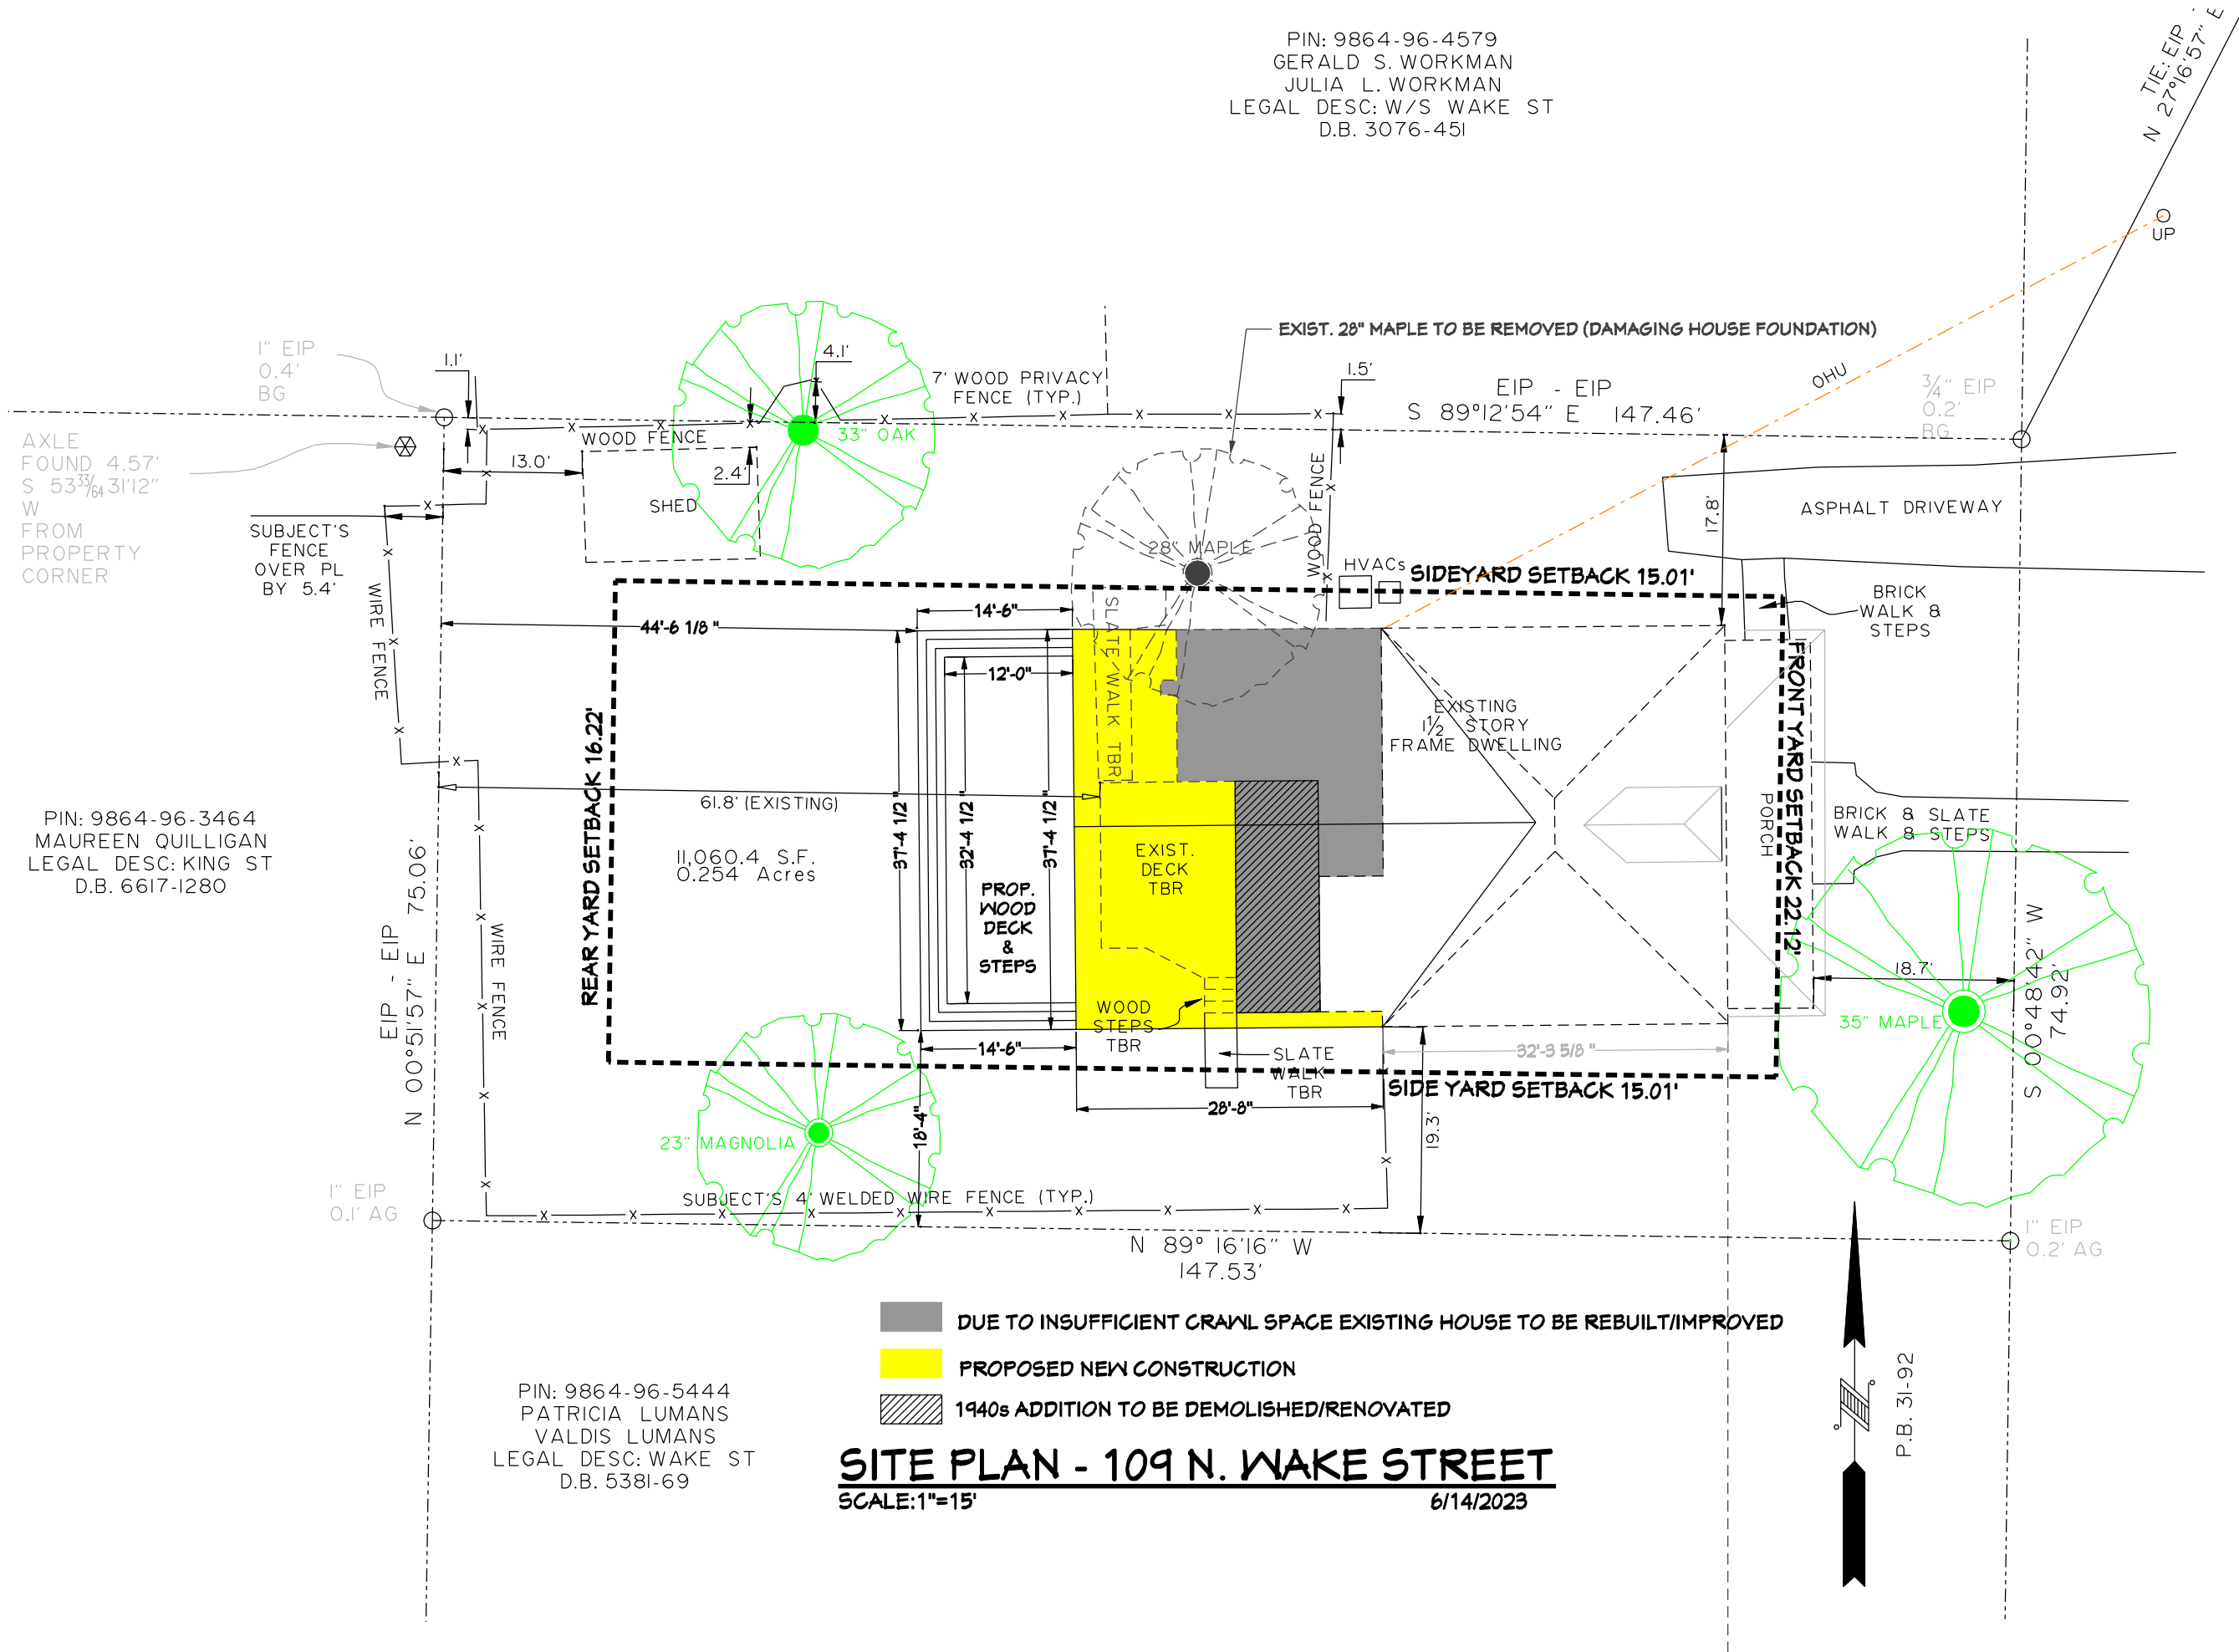 PIN: 9864-96-4579
GERALD S. WORKMAN
JULIA L. WORKMAN
LEGAL DESC: W/S WAKE ST
D.B. 3076-451
TIE: EIP -
N 27°16'57" E
UP
OHU
EXIST. 28" MAPLE TO BE REMOVED (DAMAGING HOUSE FOUNDATION)
1" EIP
0.4'
BG
1.1'
4.1'
7' WOOD PRIVACY
FENCE (TYP.)
1.5'
EIP - EIP
S 89°12'54" E 147.46'
3/4" EIP
0.2'
BG
AXLE
FOUND 4.57'
S 53 33/64 31'12"
W
FROM
PROPERTY
CORNER
WOOD FENCE
33" OAK
13.0'
2.4'
SHED
SUBJECT'S
FENCE
OVER PL
BY 5.4'
WIRE FENCE
28" MAPLE
WOOD FENCE
HVACs
SIDEYARD SETBACK 15.01'
17.8'
ASPHALT DRIVEWAY
BRICK
WALK &
STEPS
44'-6 1/8 "
14'-6"
12'-0"
SLATE WALK TBR
EXISTING
1 1/2 STORY
FRAME DWELLING
FRONT YARD SETBACK 22.12'
REAR YARD SETBACK 16.22'
61.8' (EXISTING)
11,060.4 S.F.
0.254 Acres
37'-4 1/2 "
32'-4 1/2 "
37'-4 1/2 "
PROP.
WOOD
DECK
&
STEPS
EXIST.
DECK
TBR
PORCH
BRICK & SLATE
WALK & STEPS
PIN: 9864-96-3464
MAUREEN QUILLIGAN
LEGAL DESC: KING ST
D.B. 6617-1280
EIP - EIP
N 00°51'57" E 75.06'
WIRE FENCE
WOOD
STEPS
TBR
14'-6"
SLATE
WALK
TBR
32'-3 5/8 "
SIDE YARD SETBACK 15.01'
28'-8"
18'-4"
19.3'
18.7'
35" MAPLE
S 00°48'42" W
74.92'
23" MAGNOLIA
SUBJECT'S 4' WELDED WIRE FENCE (TYP.)
1" EIP
0.1' AG
N 89° 16'16" W
147.53'
1" EIP
0.2' AG
DUE TO INSUFFICIENT CRAWL SPACE EXISTING HOUSE TO BE REBUILT/IMPROVED
PROPOSED NEW CONSTRUCTION
1940s ADDITION TO BE DEMOLISHED/RENOVATED
PIN: 9864-96-5444
PATRICIA LUMANS
VALDIS LUMANS
LEGAL DESC: WAKE ST
D.B. 5381-69
P.B. 31-92
SITE PLAN - 109 N. WAKE STREET
SCALE:1"=15'
6/14/2023